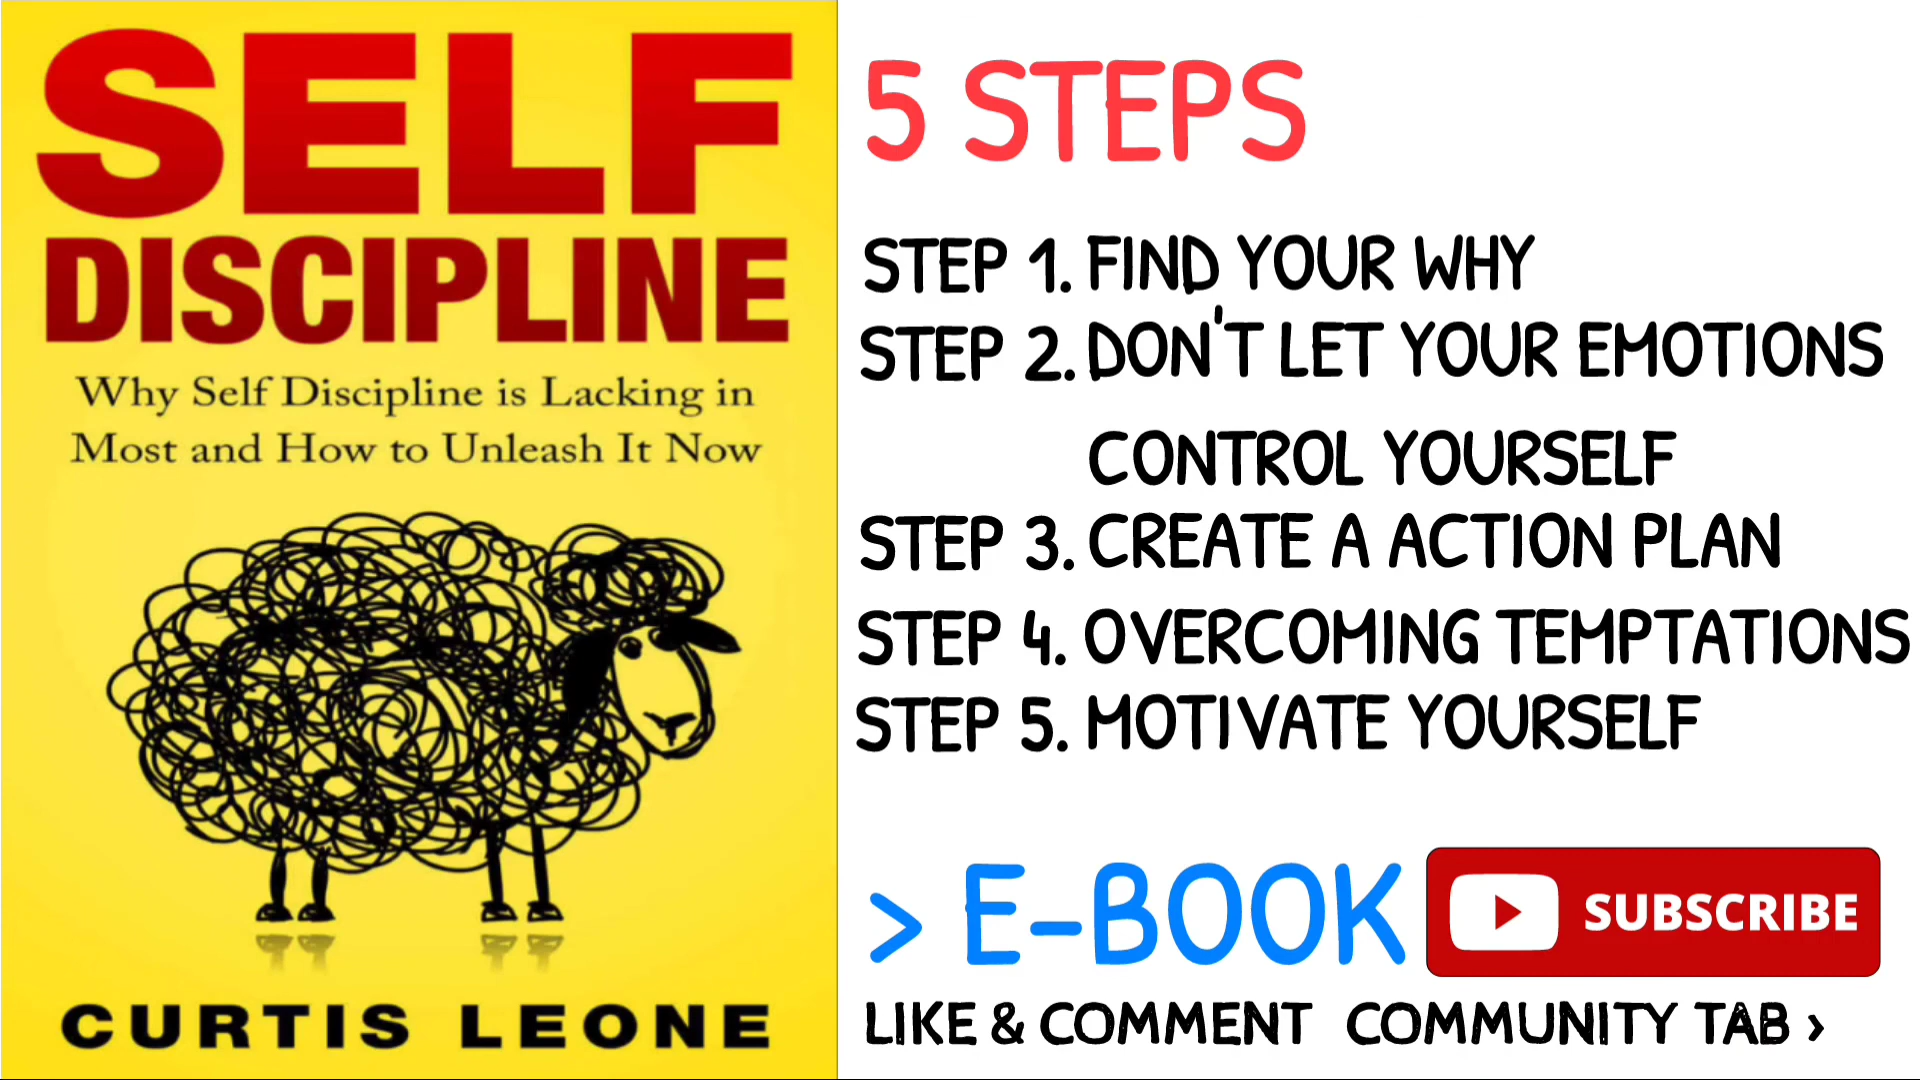 SELF
DISCIPLINE
Why Self Discipline is Lacking in
Most and How to Unleash It Now
CURTIS LEONE
5 STEPS
STEP 1. FIND YOUR WHY
STEP 2. DON'T LET YOUR EMOTIONS
CONTROL YOURSELF
STEP 3. CREATE A ACTION PLAN
STEP 4. OVERCOMING TEMPTATIONS
STEP 5. MOTIVATE YOURSELF
> E-BOOK
SUBSCRIBE
LIKE & COMMENT COMMUNITY TAB >